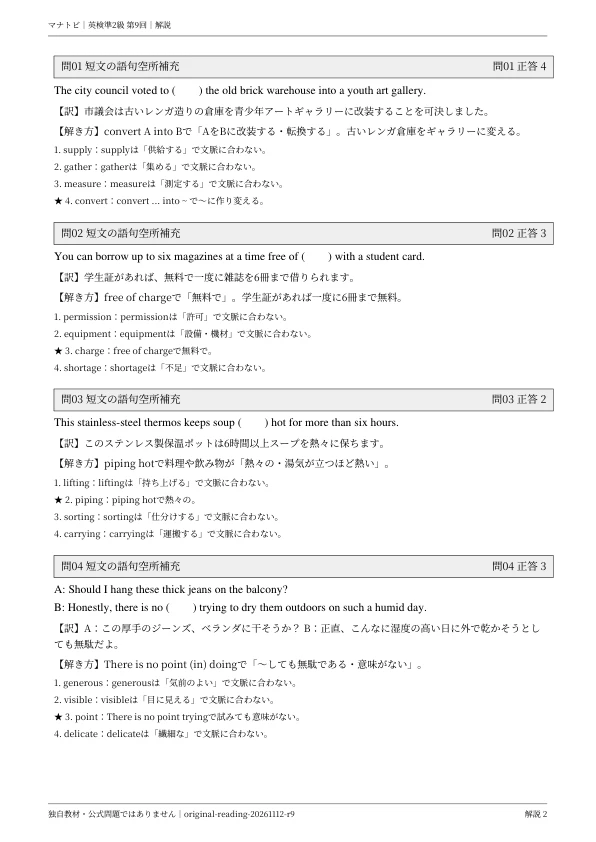 マナトビ｜英検準2級 第9回｜解説
問01 短文の語句空所補充 問01 正答 4
The city council voted to (　　) the old brick warehouse into a youth art gallery.
【訳】市議会は古いレンガ造りの倉庫を青少年アートギャラリーに改装することを可決しました。
【解き方】convert A into Bで「AをBに改装する・転換する」。古いレンガ倉庫をギャラリーに変える。
1. supply：supplyは「供給する」で文脈に合わない。
2. gather：gatherは「集める」で文脈に合わない。
3. measure：measureは「測定する」で文脈に合わない。
★ 4. convert：convert ... into ~ で〜に作り変える。
問02 短文の語句空所補充 問02 正答 3
You can borrow up to six magazines at a time free of (　　) with a student card.
【訳】学生証があれば、無料で一度に雑誌を6冊まで借りられます。
【解き方】free of chargeで「無料で」。学生証があれば一度に6冊まで無料。
1. permission：permissionは「許可」で文脈に合わない。
2. equipment：equipmentは「設備・機材」で文脈に合わない。
★ 3. charge：free of chargeで無料で。
4. shortage：shortageは「不足」で文脈に合わない。
問03 短文の語句空所補充 問03 正答 2
This stainless-steel thermos keeps soup (　　) hot for more than six hours.
【訳】このステンレス製保温ポットは6時間以上スープを熱々に保ちます。
【解き方】piping hotで料理や飲み物が「熱々の・湯気が立つほど熱い」。
1. lifting：liftingは「持ち上げる」で文脈に合わない。
★ 2. piping：piping hotで熱々の。
3. sorting：sortingは「仕分けする」で文脈に合わない。
4. carrying：carryingは「運搬する」で文脈に合わない。
問04 短文の語句空所補充 問04 正答 3
A: Should I hang these thick jeans on the balcony?
B: Honestly, there is no (　　) trying to dry them outdoors on such a humid day.
【訳】A：この厚手のジーンズ、ベランダに干そうか？ B：正直、こんなに湿度の高い日に外で乾かそうとし
ても無駄だよ。
【解き方】There is no point (in) doingで「〜しても無駄である・意味がない」。
1. generous：generousは「気前のよい」で文脈に合わない。
2. visible：visibleは「目に見える」で文脈に合わない。
★ 3. point：There is no point tryingで試みても意味がない。
4. delicate：delicateは「繊細な」で文脈に合わない。
独自教材・公式問題ではありません｜original-reading-20261112-r9 解説 2